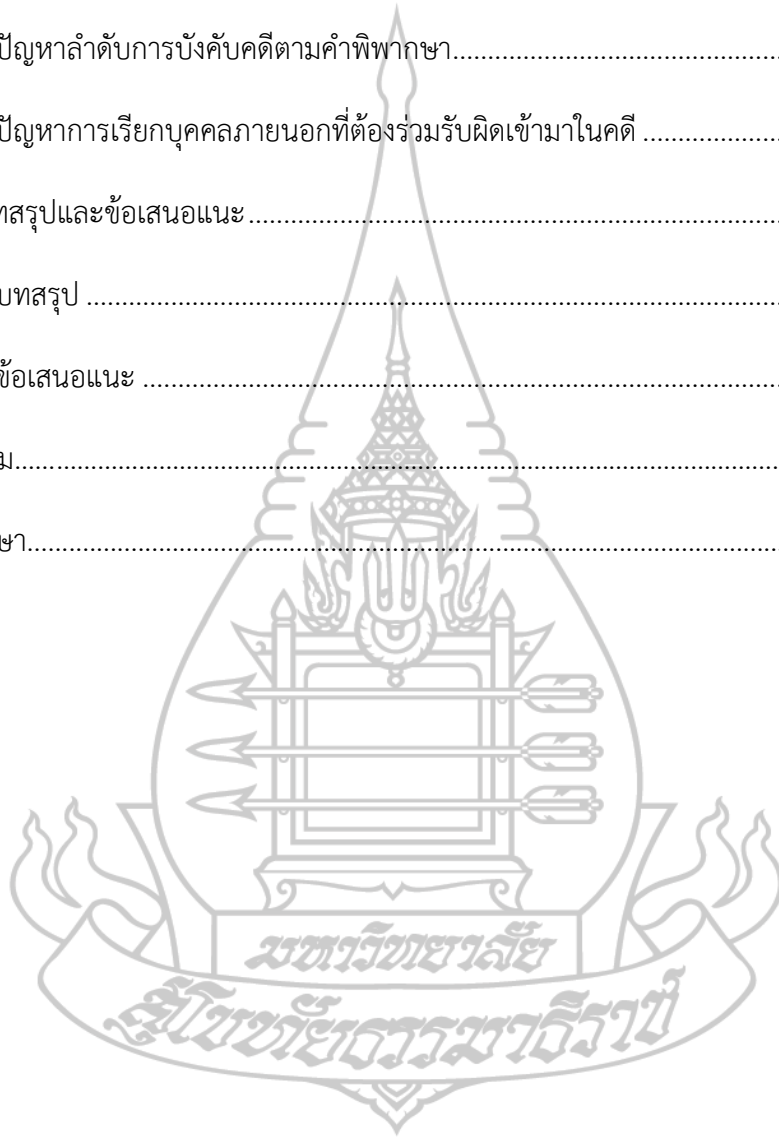 ปัญหาลำดับการบังคับคดีตามคำพิพากษา........................................................
ปัญหาการเรียกบุคคลภายนอกที่ต้องร่วมรับผิดเข้ามาในคดี ......................
ทสรุปและข้อเสนอแนะ.....................................................................................
บทสรุป ...........................................................................................................
ข้อเสนอแนะ ...................................................................................................
ม......................................................................................................................
ษา....................................................................................................................
มหาวิทยาลัย
สุโขทัยธรรมาธิราช